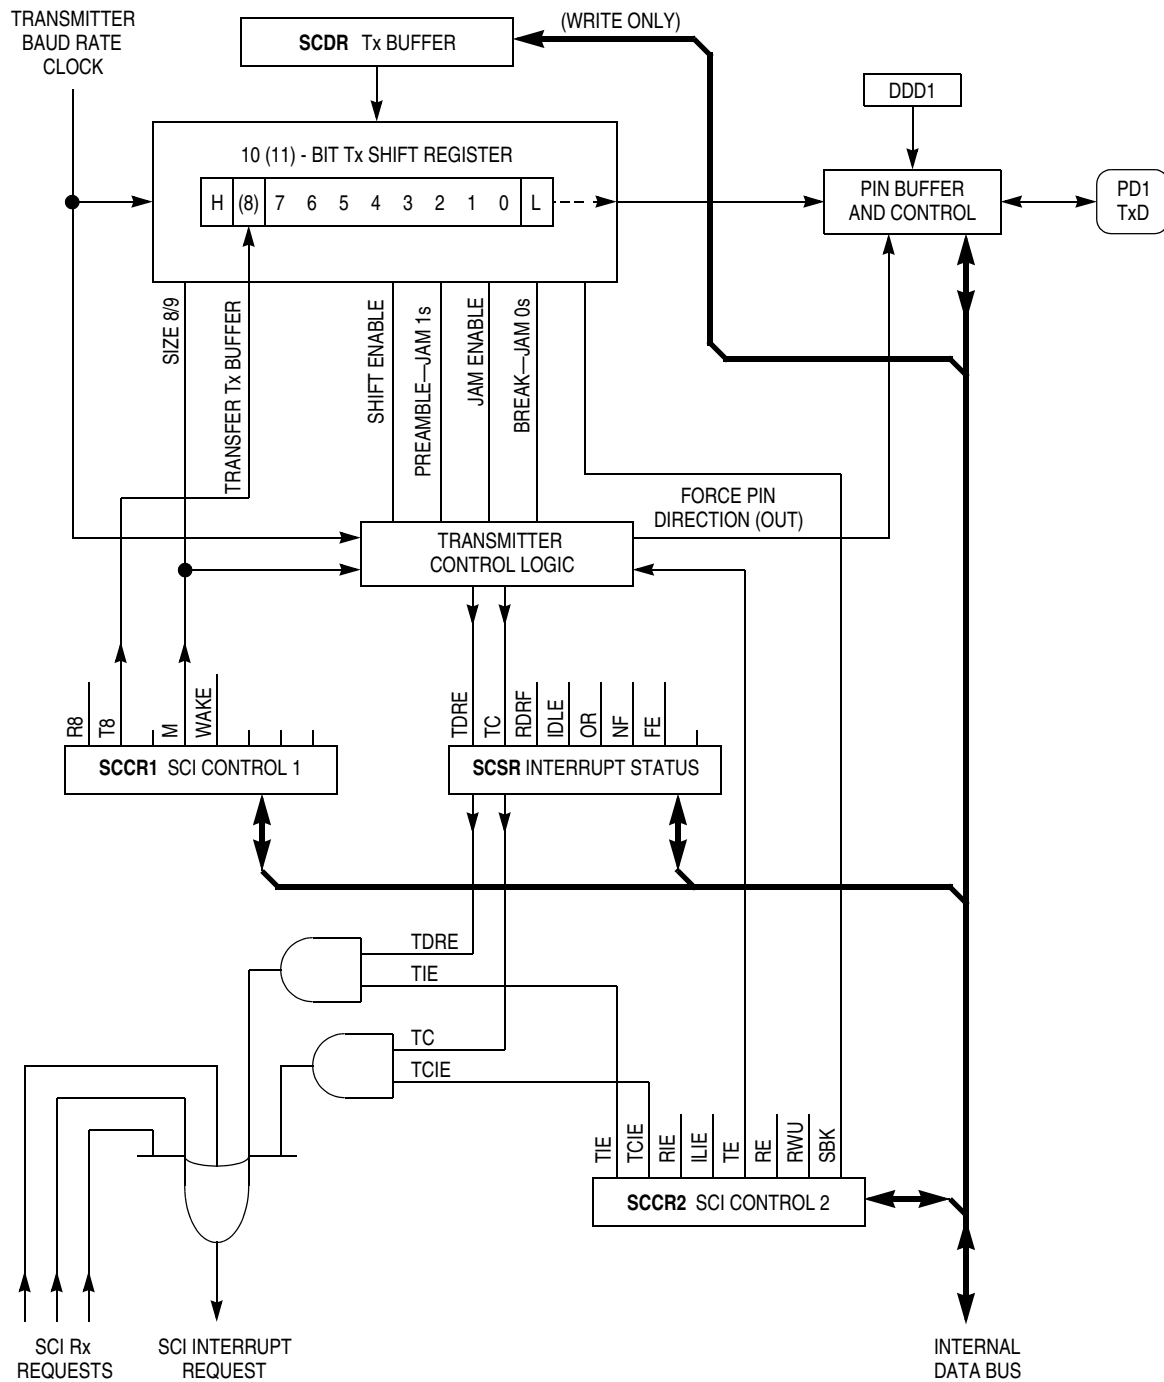 TRANSMITTER
BAUD RATE
CLOCK
SCDR Tx BUFFER
(WRITE ONLY)
DDD1
10 (11) - BIT Tx SHIFT REGISTER
H (8) 7 6 5 4 3 2 1 0 L
PIN BUFFER
AND CONTROL
PD1
TxD
SIZE 8/9
TRANSFER Tx BUFFER
SHIFT ENABLE
PREAMBLE—JAM 1s
JAM ENABLE
BREAK—JAM 0s
FORCE PIN
DIRECTION (OUT)
TRANSMITTER
CONTROL LOGIC
R8
T8
M
WAKE
TDRE
TC
RDRF
IDLE
OR
NF
FE
SCCR1 SCI CONTROL 1
SCSR INTERRUPT STATUS
TDRE
TIE
TC
TCIE
TIE
TCIE
RIE
ILIE
TE
RE
RWU
SBK
SCCR2 SCI CONTROL 2
SCI Rx
REQUESTS
SCI INTERRUPT
REQUEST
INTERNAL
DATA BUS